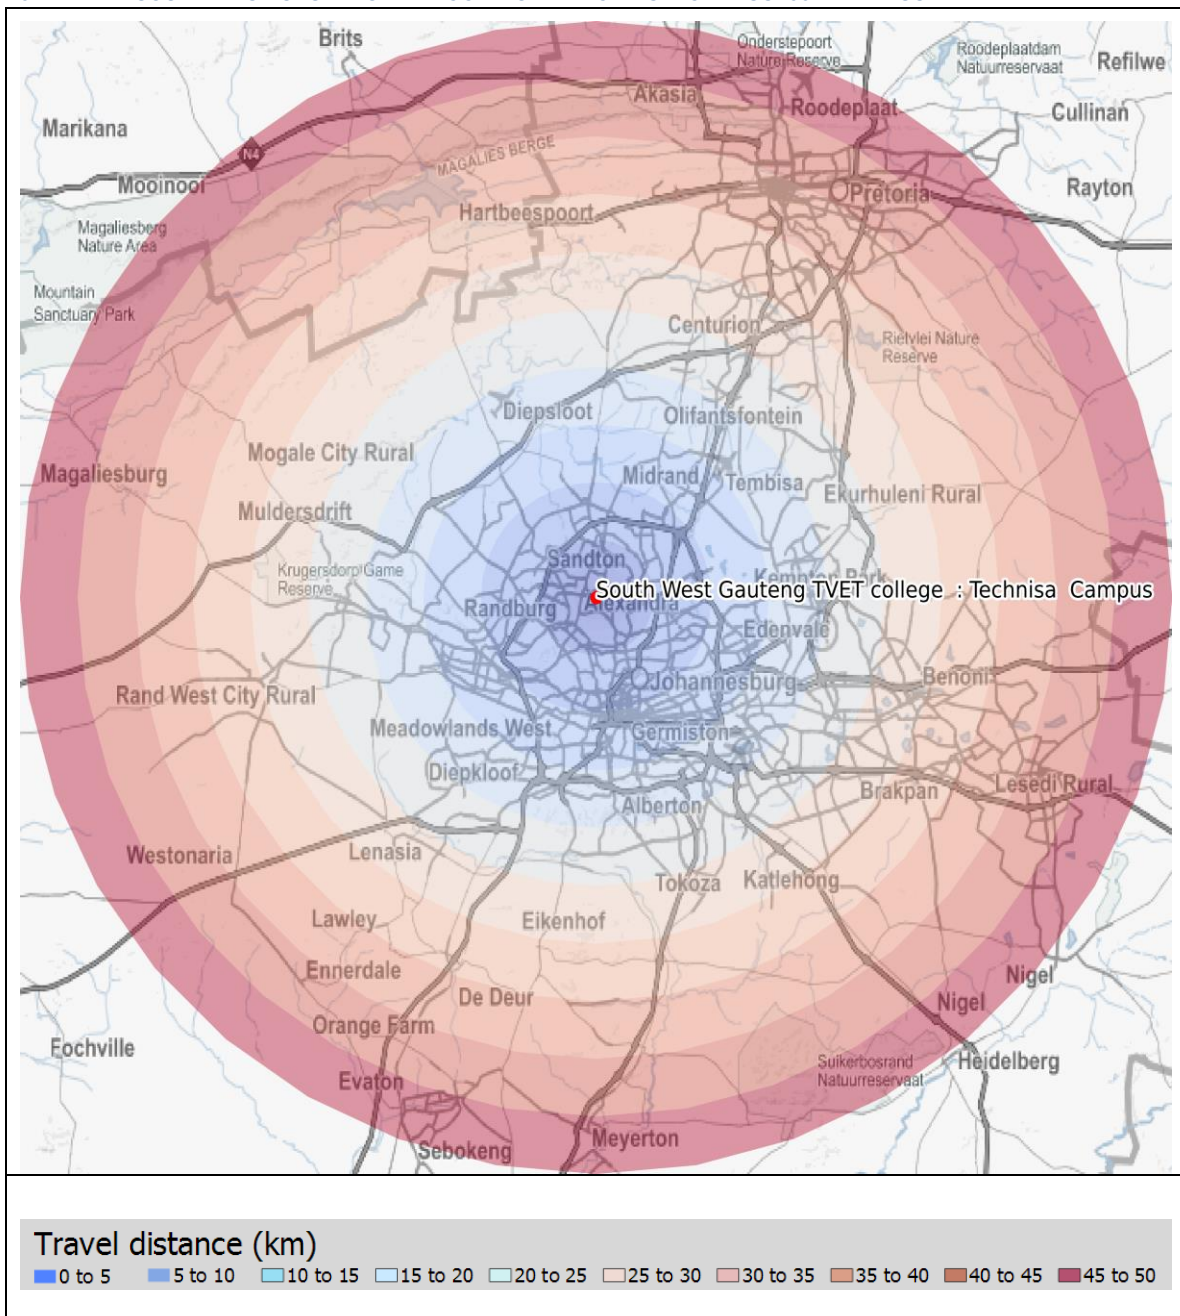 Brits
Onderstepoort
Nature Reserve
Roodeplaatdam
Natuurreservaat
Refilwe
Akasia
Roodeplaat
Cullinan
Marikana
N4
MAGALIES BERGE
Mooinooi
Pretoria
Rayton
Hartbeespoort
Magaliesberg
Nature Area
Mountain
Sanctuary Park
Centurion
Rietvlei Nature
Reserve
Diepsloot
Olifantsfontein
Mogale City Rural
Magaliesburg
Midrand
Tembisa
Ekurhuleni Rural
Muldersdrift
Sandton
Krugersdorp Game
Reserve
Kempton Park
South West Gauteng TVET college : Technisa Campus
Randburg
Alexandra
Edenvale
Johannesburg
Benoni
Rand West City Rural
Meadowlands West
Germiston
Diepkloof
Alberton
Brakpan
Lesedi Rural
Westonaria
Lenasia
Tokoza
Katlehong
Lawley
Eikenhof
Ennerdale
De Deur
Nigel
Nigel
Orange Farm
Fochville
Suikerbosrand
Natuurreservaat
Heidelberg
Evaton
Meyerton
Sebokeng
Travel distance (km)
0 to 5 5 to 10 10 to 15 15 to 20 20 to 25 25 to 30 30 to 35 35 to 40 40 to 45 45 to 50